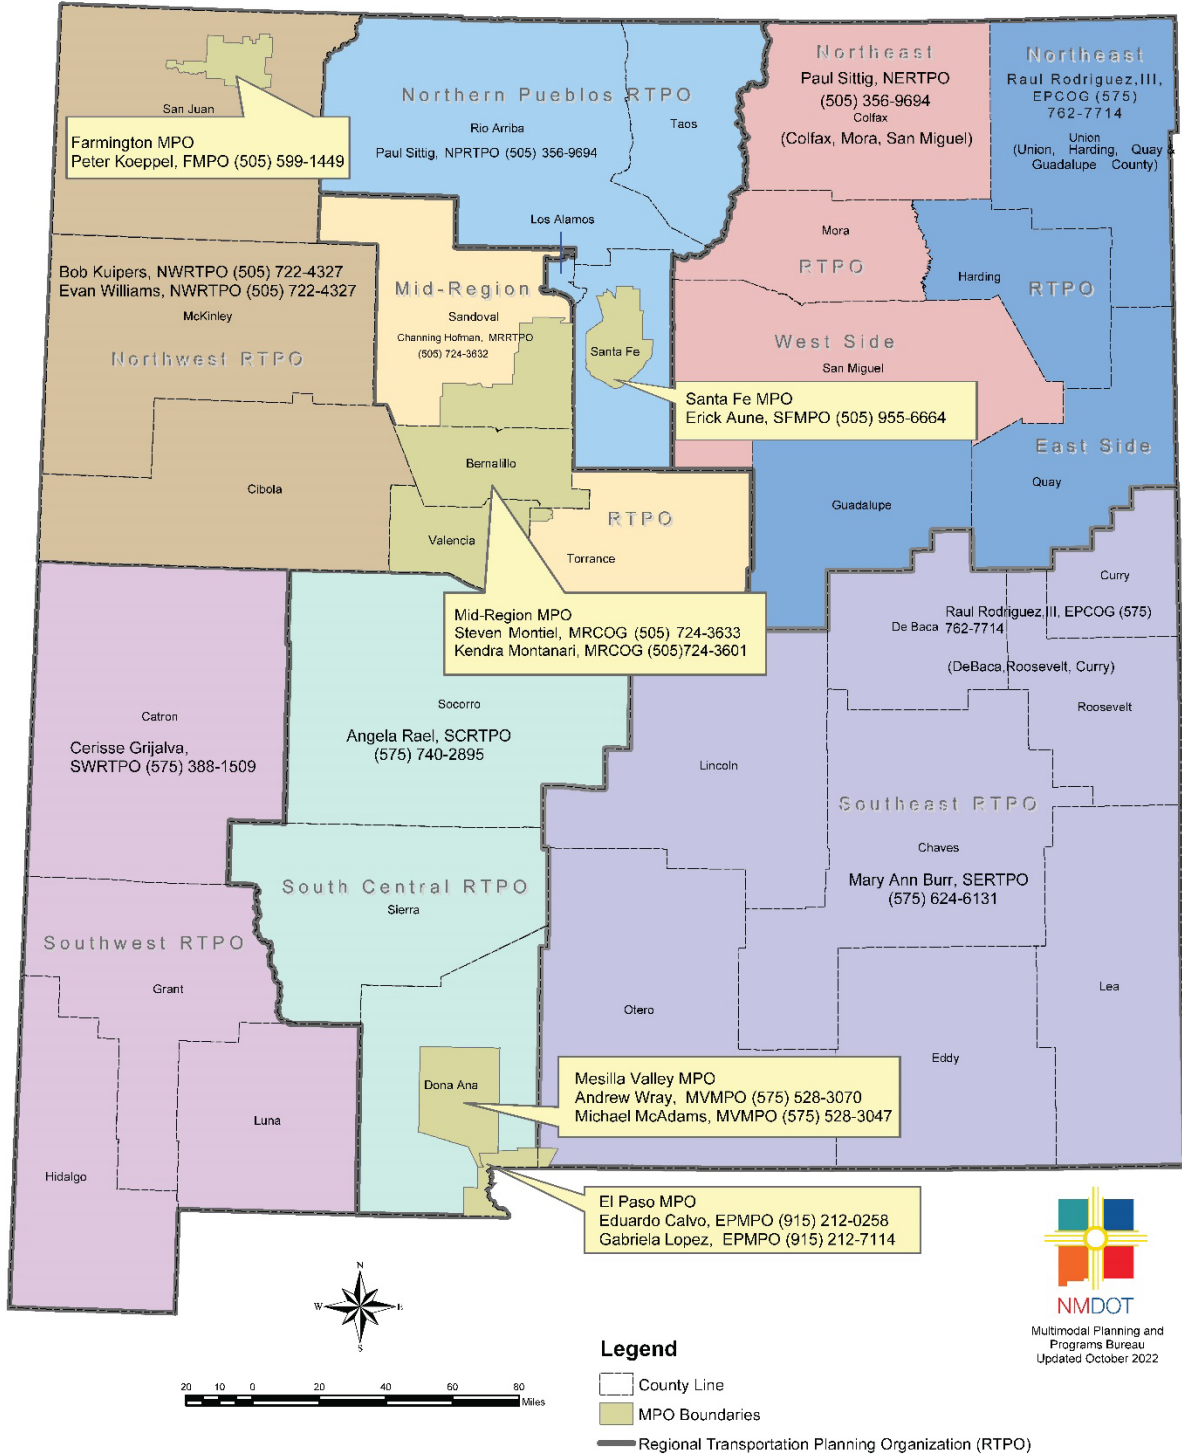 San Juan
Farmington MPO
Peter Koeppel, FMPO (505) 599-1449
Northern Pueblos RTPO
Rio Arriba
Taos
Paul Sittig, NPRTPO (505) 356-9694
Los Alamos
Northeast
Paul Sittig, NERTPO
(505) 356-9694
Colfax
(Colfax, Mora, San Miguel)
Northeast
Raul Rodriguez,III,
EPCOG (575)
762-7714
Union
(Union, Harding, Quay &
Guadalupe County)
Bob Kuipers, NWRTPO (505) 722-4327
Evan Williams, NWRTPO (505) 722-4327
McKinley
Northwest RTPO
Cibola
Mid-Region
Sandoval
Channing Hofman, MRRTPO
(505) 724-3632
Santa Fe
Mora
RTPO
West Side
San Miguel
Harding
RTPO
East Side
Quay
Santa Fe MPO
Erick Aune, SFMPO (505) 955-6664
Bernalillo
Valencia
RTPO
Torrance
Guadalupe
Mid-Region MPO
Steven Montiel, MRCOG (505) 724-3633
Kendra Montanari, MRCOG (505)724-3601
Curry
De Baca
Raul Rodriguez,III, EPCOG (575)
762-7714
(DeBaca,Roosevelt, Curry)
Roosevelt
Catron
Cerisse Grijalva,
SWRTPO (575) 388-1509
Socorro
Angela Rael, SCRTPO
(575) 740-2895
Lincoln
Southeast RTPO
Chaves
Mary Ann Burr, SERTPO
(575) 624-6131
South Central RTPO
Sierra
Southwest RTPO
Grant
Otero
Lea
Eddy
Dona Ana
Mesilla Valley MPO
Andrew Wray, MVMPO (575) 528-3070
Michael McAdams, MVMPO (575) 528-3047
Luna
Hidalgo
El Paso MPO
Eduardo Calvo, EPMPO (915) 212-0258
Gabriela Lopez, EPMPO (915) 212-7114
N
W
E
S
NMDOT
Multimodal Planning and
Programs Bureau
Updated October 2022
20 10 0 20 40 60 80
Miles
Legend
County Line
MPO Boundaries
Regional Transportation Planning Organization (RTPO)